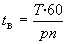 t_в = T·60 / pn